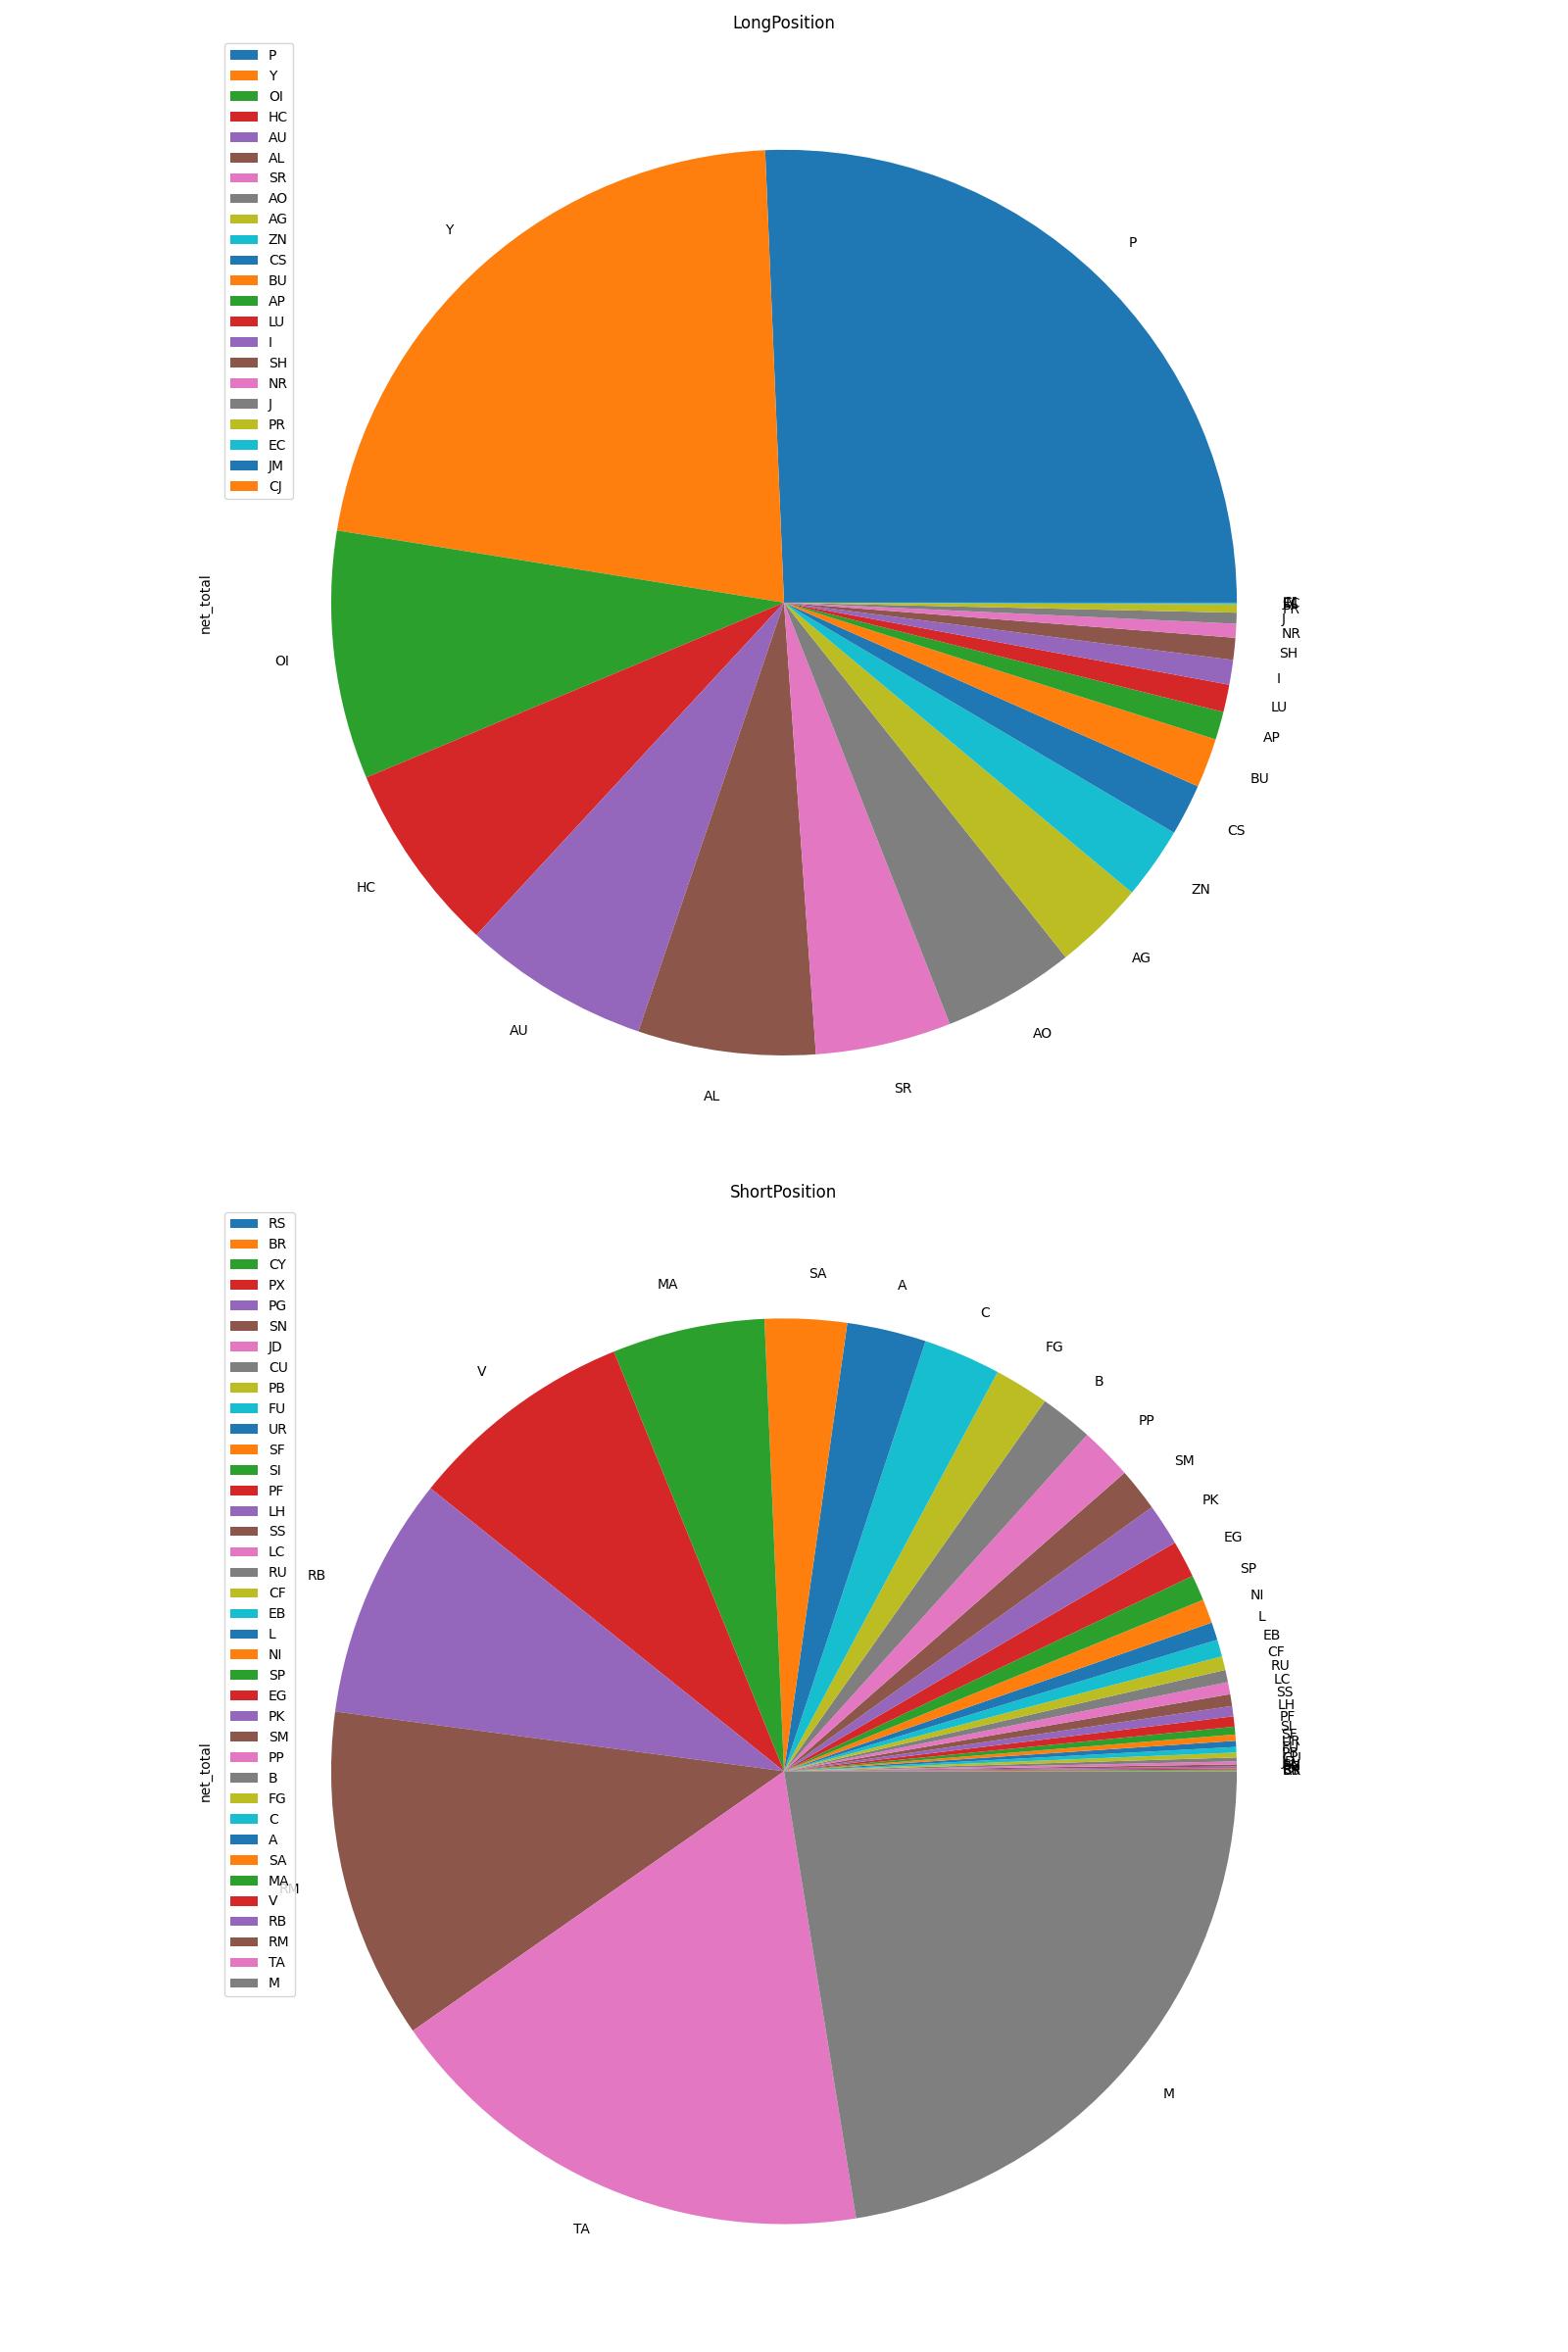 LongPosition
P
Y
OI
HC
AU
AL
SR
AO
AG
ZN
CS
BU
AP
LU
I
SH
NR
J
PR
EC
JM
CJ
net_total
P
Y
OI
HC
AU
AL
SR
AO
AG
ZN
CS
BU
AP
LU
I
SH
NR
J
PR
ShortPosition
RS
BR
CY
PX
PG
SN
JD
CU
PB
FU
UR
SF
SI
PF
LH
SS
LC
RU
CF
EB
L
NI
SP
EG
PK
SM
PP
B
FG
C
A
SA
MA
V
RB
RM
TA
M
net_total
SA
A
C
FG
B
PP
SM
PK
EG
SP
NI
L
EB
CF
RU
LC
SS
LH
PF
MA
V
RB
RM
TA
M